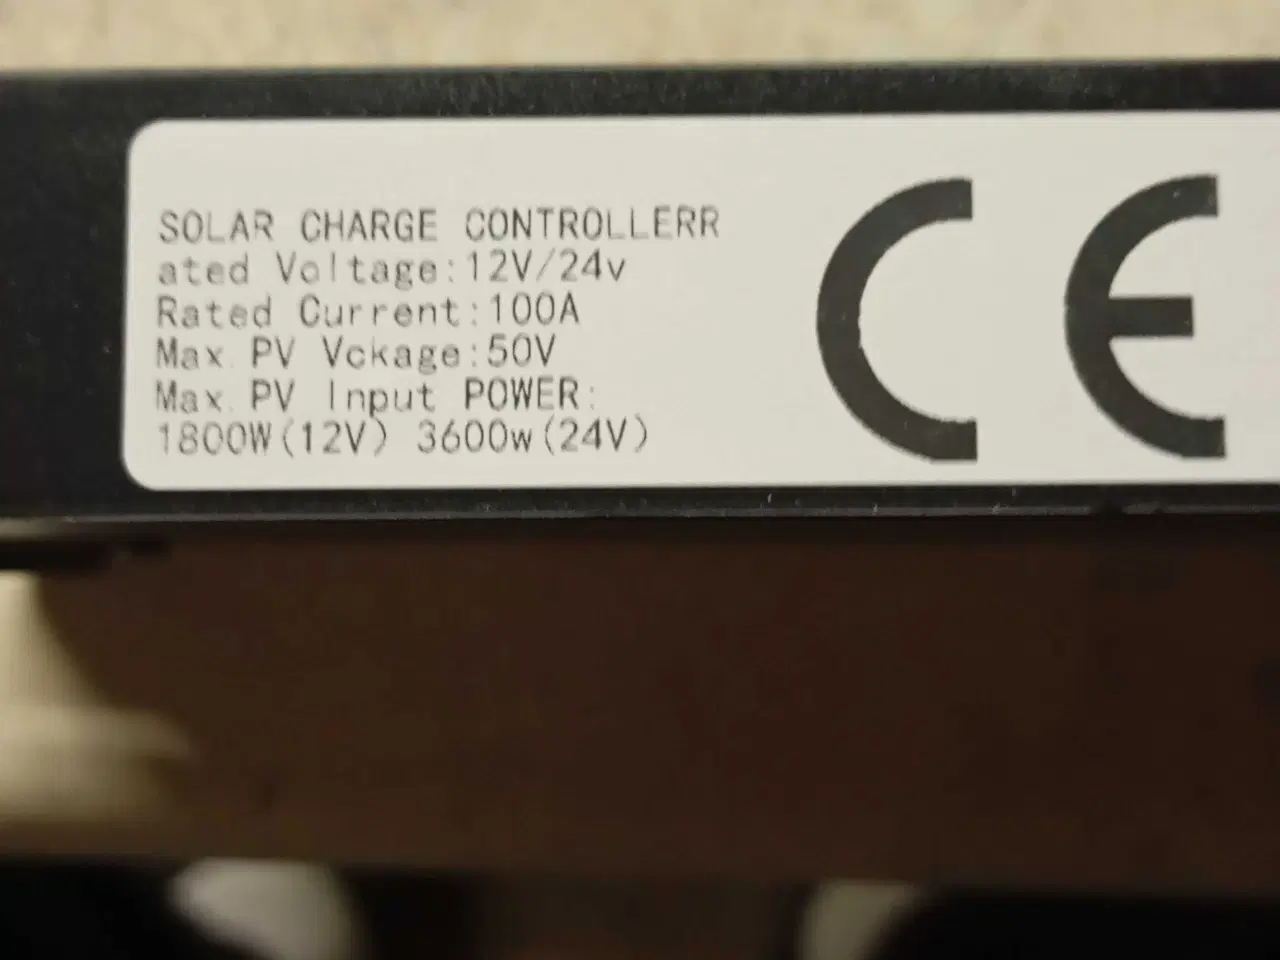 SOLAR CHARGE CONTROLLERR
ated Voltage:12V/24v
Rated Current:100A
Max.PV Vckage:50V
Max.PV Input POWER:
1800W(12V) 3600w(24V)
CE